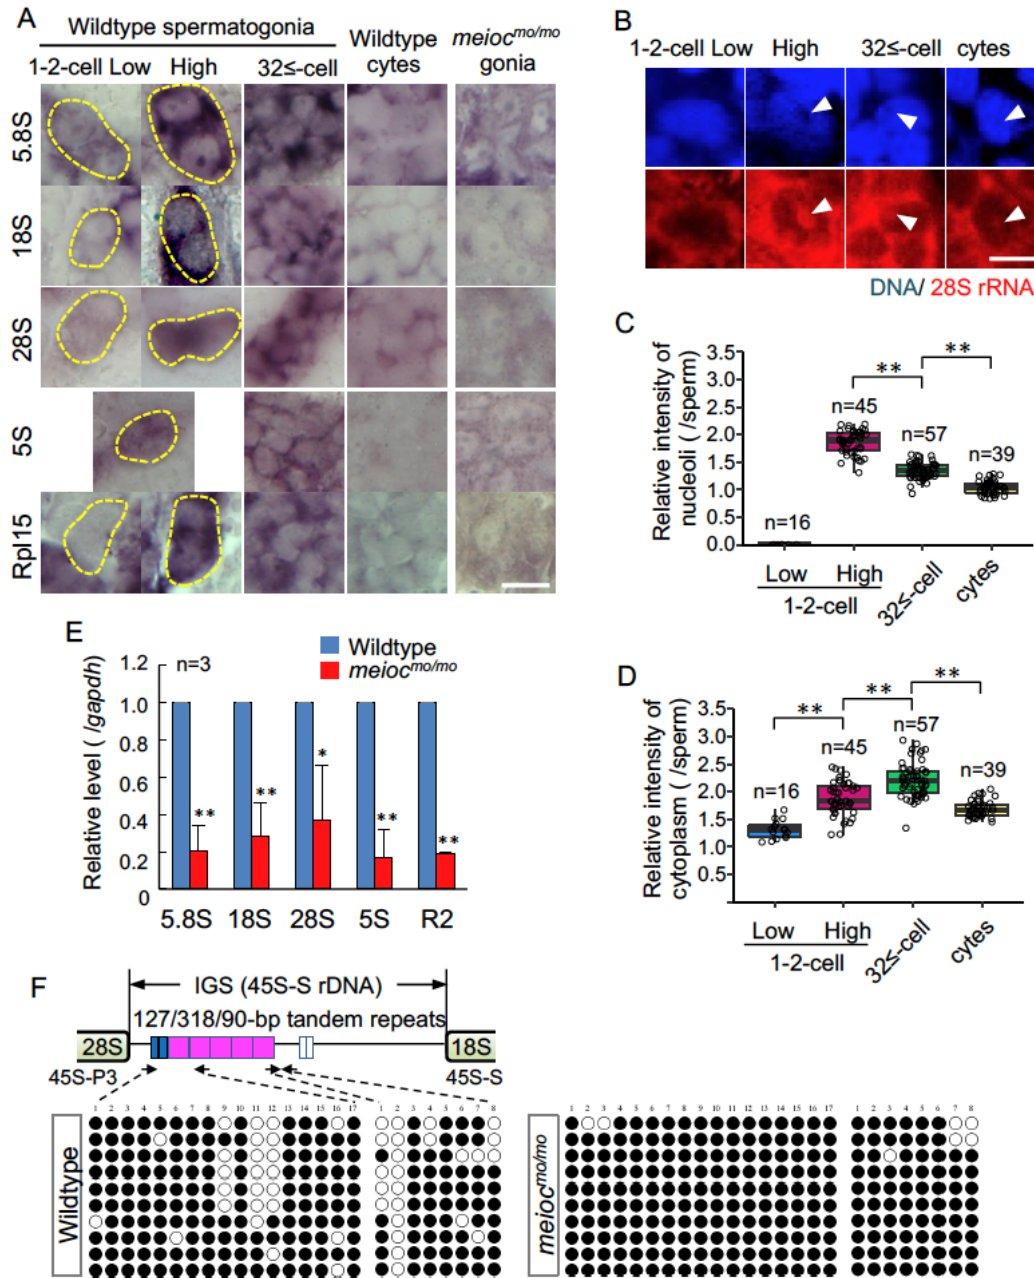 A
Wildtype spermatogonia
Wildtype cytes
meioc^mo/mo gonia
1-2-cell Low
High
32≤-cell
5.8S
18S
28S
5S
Rpl15
B
1-2-cell Low
High
32≤-cell
cytes
DNA/ 28S rRNA
C
Relative intensity of nucleoli ( /sperm)
3.5
3.0
2.5
2.0
1.5
1.0
0.5
0.0
**
**
n=16
n=45
n=57
n=39
Low
High
1-2-cell
32≤-cell
cytes
D
Relative intensity of cytoplasm ( /sperm)
3.5
3.0
2.5
2.0
1.5
1.0
0.5
**
**
**
n=16
n=45
n=57
n=39
Low
High
1-2-cell
32≤-cell
cytes
E
Wildtype
meioc^mo/mo
n=3
Relative level ( /gapdh)
1.2
1.0
0.6
0.4
0.2
0
**
**
*
**
**
5.8S
18S
28S
5S
R2
F
IGS (45S-S rDNA)
127/318/90-bp tandem repeats
28S
18S
45S-P3
45S-S
1 2 3 4 5 6 7 8 9 10 11 12 13 14 15 16 17
1 2 3 4 5 6 7 8
1 2 3 4 5 6 7 8 9 10 11 12 13 14 15 16 17
1 2 3 4 5 6 7 8
Wildtype
meioc^mo/mo